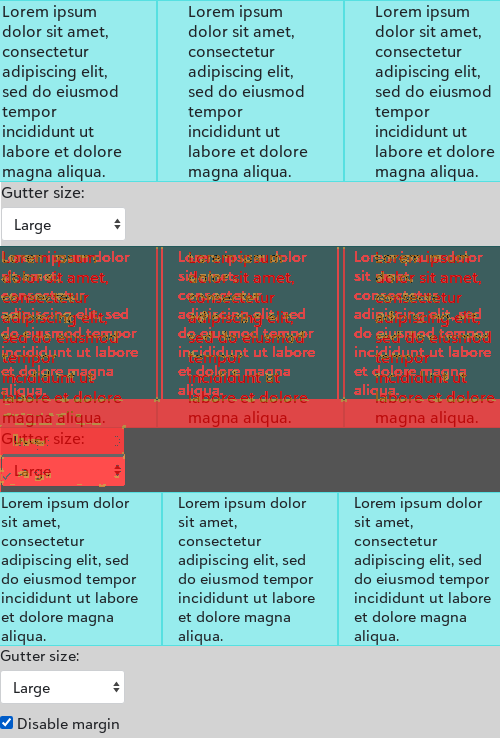 Lorem ipsum
dolor sit amet,
consectetur
adipiscing elit,
sed do eiusmod
tempor
incididunt ut
labore et dolore
magna aliqua.
Lorem ipsum
dolor sit amet,
consectetur
adipiscing elit,
sed do eiusmod
tempor
incididunt ut
labore et dolore
magna aliqua.
Lorem ipsum
dolor sit amet,
consectetur
adipiscing elit,
sed do eiusmod
tempor
incididunt ut
labore et dolore
magna aliqua.
Gutter size:
Large
Lorem ipsum dolor
sit amet,
consectetur
adipiscing elit, sed
do eiusmod tempor
incididunt ut labore
et dolore magna
aliqua.
magna aliqua.
Lorem ipsum dolor
sit amet,
consectetur
adipiscing elit, sed
do eiusmod tempor
incididunt ut labore
et dolore magna
aliqua.
magna aliqua.
Lorem ipsum dolor
sit amet,
consectetur
adipiscing elit, sed
do eiusmod tempor
incididunt ut labore
et dolore magna
aliqua.
magna aliqua.
Gutter size:
Large
Lorem ipsum dolor
sit amet,
consectetur
adipiscing elit, sed
do eiusmod tempor
incididunt ut labore
et dolore magna
aliqua.
Lorem ipsum dolor
sit amet,
consectetur
adipiscing elit, sed
do eiusmod tempor
incididunt ut labore
et dolore magna
aliqua.
Lorem ipsum dolor
sit amet,
consectetur
adipiscing elit, sed
do eiusmod tempor
incididunt ut labore
et dolore magna
aliqua.
Gutter size:
Large
Disable margin